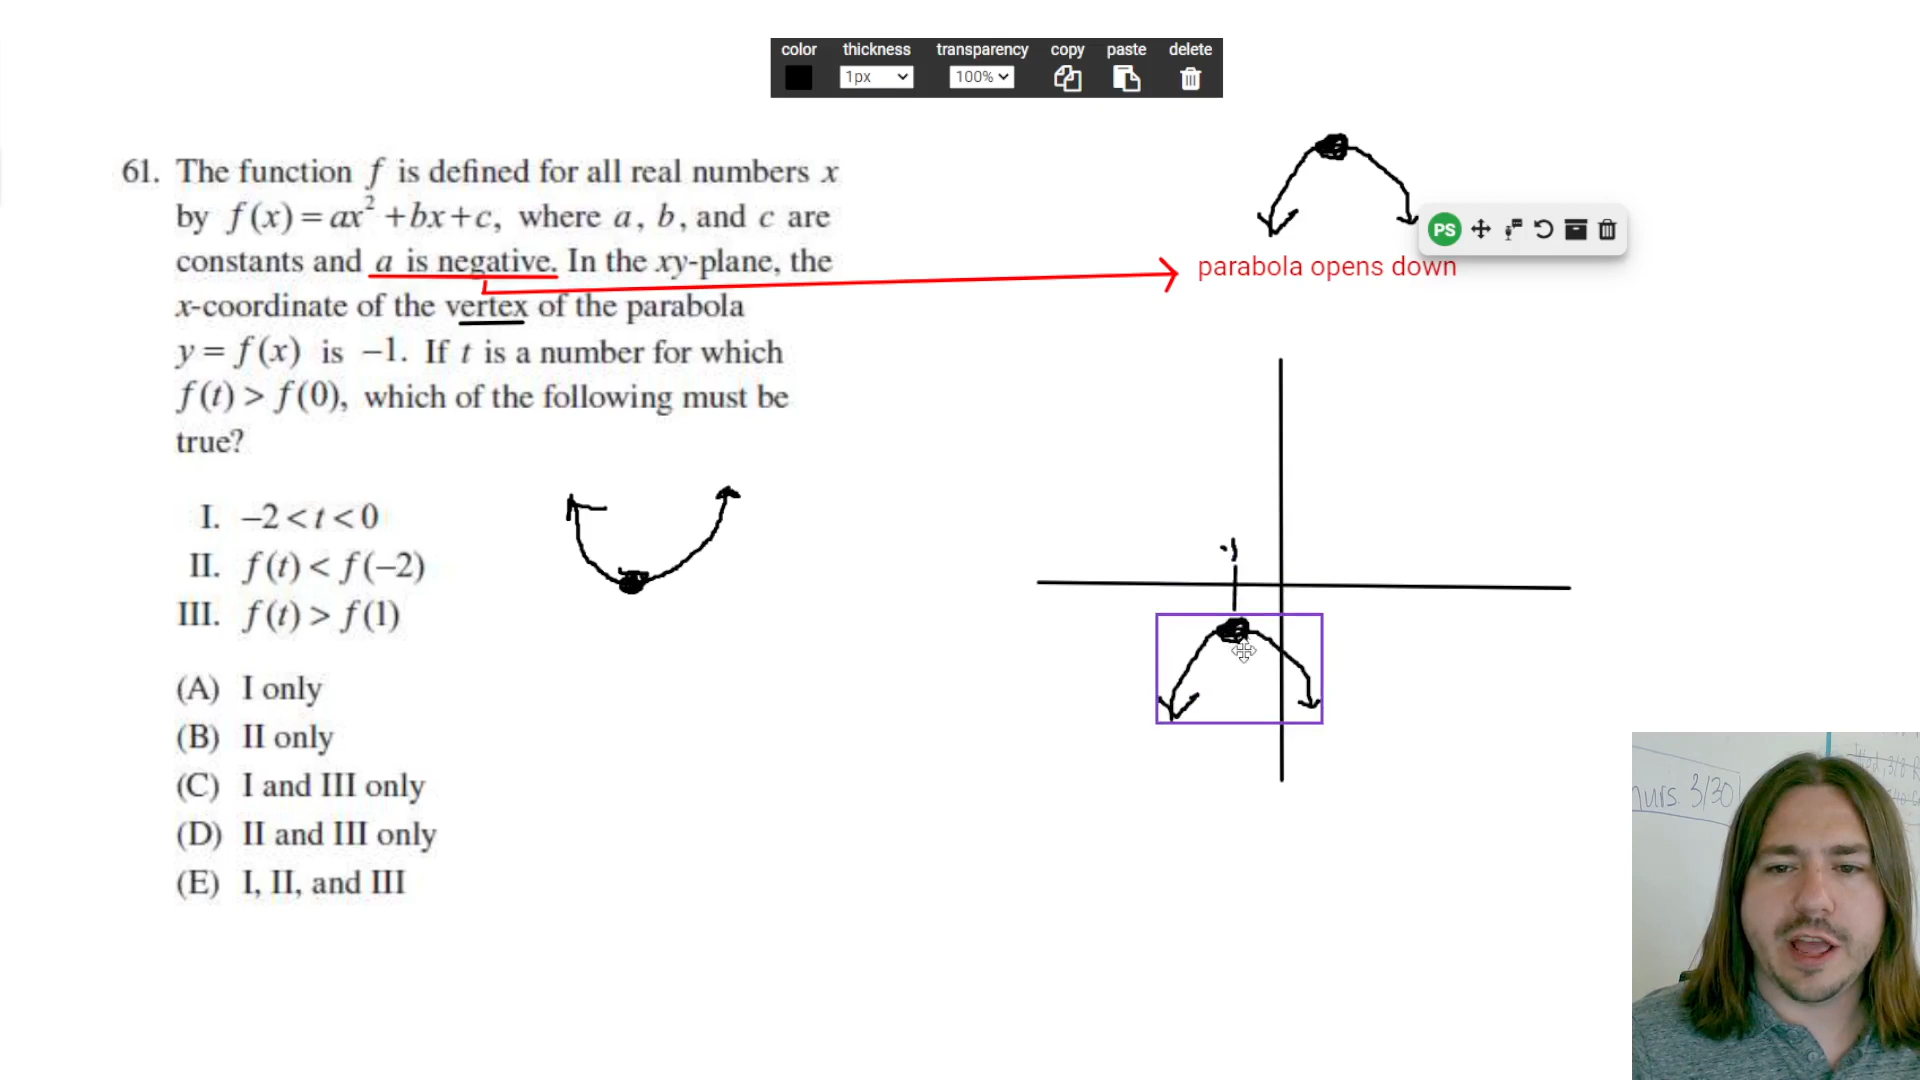 color thickness transparency copy paste delete
1px 100%
61. The function f is defined for all real numbers x
by f(x) = ax² + bx + c, where a, b, and c are
constants and a is negative. In the xy-plane, the
x-coordinate of the vertex of the parabola
y = f(x) is −1. If t is a number for which
f(t) > f(0), which of the following must be
true?
I. −2 < t < 0
II. f(t) < f(−2)
III. f(t) > f(1)
(A) I only
(B) II only
(C) I and III only
(D) II and III only
(E) I, II, and III
PS
parabola opens down
-1
3/30